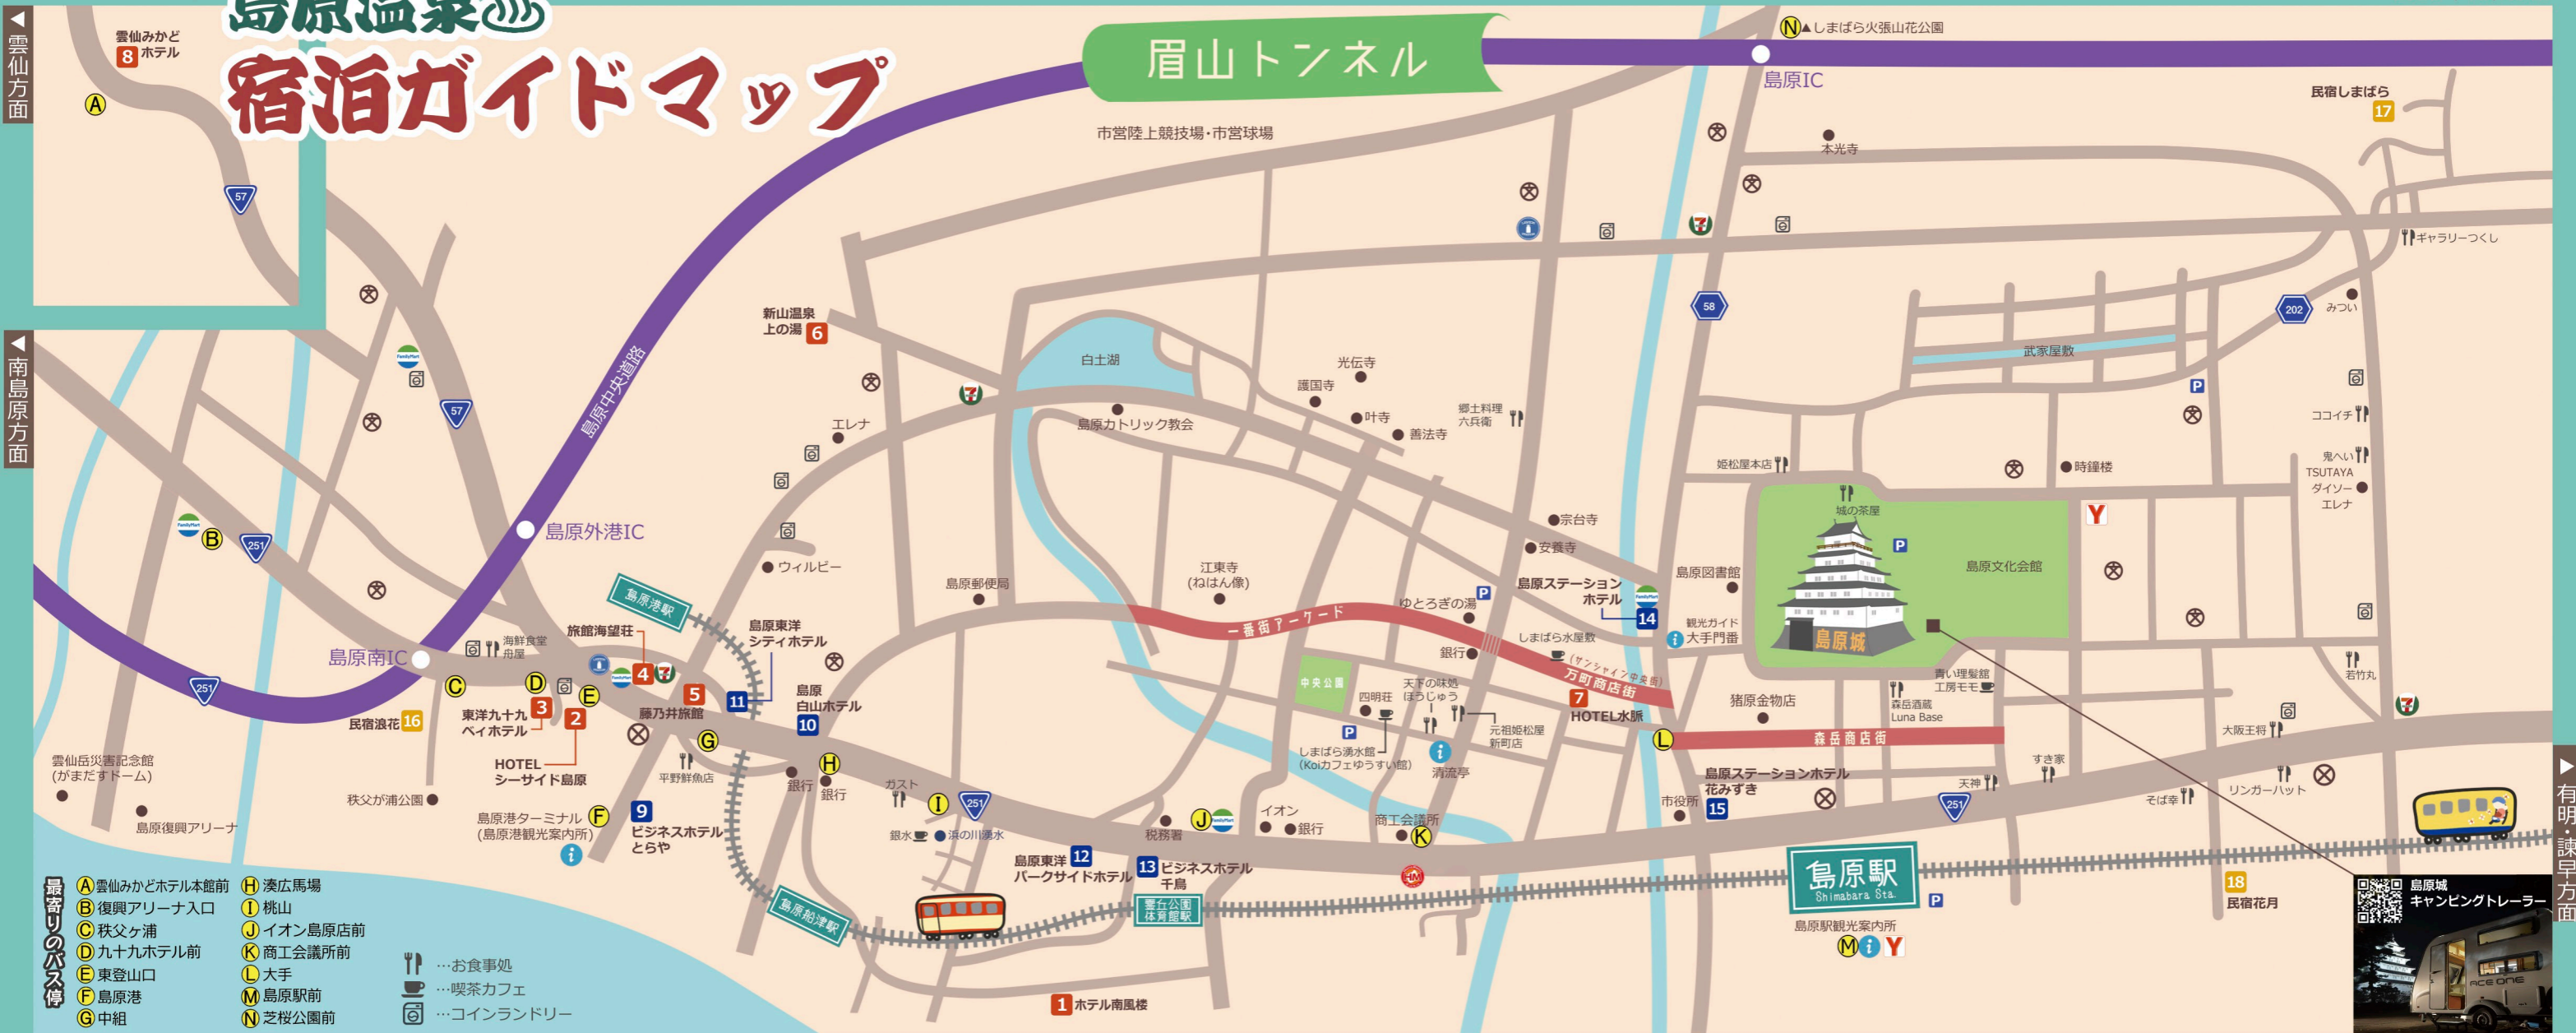 島原温泉
宿泊ガイドマップ
◀雲仙方面
◀南島原方面
▶有明・諫早方面
雲仙みかど
8 ホテル
A
57
眉山トンネル
N▲しまばら火張山花公園
島原IC
民宿しまばら
17
市営陸上競技場・市営球場
本光寺
7
ギャラリーつくし
新山温泉
上の湯 6
58
202
みつい
FamilyMart
57
島原中央道路
白土湖
7
エレナ
島原カトリック教会
光伝寺
護国寺
叶寺
善法寺
郷土料理
六兵衛
武家屋敷
P
ココイチ
鬼へい
TSUTAYA
ダイソー
エレナ
姫松屋本店
時鐘楼
城の茶屋
P
島原城
島原文化会館
Y
FamilyMart
B
251
島原外港IC
ウィルビー
宗台寺
安養寺
島原図書館
島原郵便局
江東寺
(ねはん像)
ゆとろぎの湯
P
島原ステーション
ホテル
FamilyMart
14
観光ガイド
大手門番
i
島原港駅
一番街アーケード
銀行
しまばら水屋敷
(サンシャイン中央街)
万町商店街
島原南IC
251
海鮮食堂
舟屋
旅館海望荘
FamilyMart
4
7
島原東洋
シティホテル
11
5
藤乃井旅館
C
D
E
民宿浪花 16
東洋九十九
ベイホテル
3
2
HOTEL
シーサイド島原
G
平野鮮魚店
島原
白山ホテル
10
中央公園
四明荘
P
天下の味処
ほうじゅう
元祖姫松屋
新町店
しまばら湧水館
(Koiカフェゆうすい館)
i
清流亭
7
HOTEL水脈
L
猪原金物店
森岳酒蔵
Luna Base
青い理髪館
工房モモ
若竹丸
7
森岳商店街
大阪王将
雲仙岳災害記念館
(がまだすドーム)
島原復興アリーナ
秩父が浦公園
島原港ターミナル
(島原港観光案内所)
F
i
9
ビジネスホテル
とらや
H
銀行
銀行
ガスト
I
251
銀水
浜の川湧水
税務署
J
FamilyMart
イオン
銀行
商工会議所
K
島原ステーションホテル
花みずき
市役所
15
天神
すき家
251
そば幸
リンガーハット
島原東洋 12
パークサイドホテル
13 ビジネスホテル
千鳥
霊丘公園
体育館駅
島原船津駅
島原駅
Shimabara Sta.
P
島原駅観光案内所
M i Y
18
民宿花月
1 ホテル南風楼
島原城
キャンピングトレーラー
ACE ONE
最寄りのバス停
A 雲仙みかどホテル本館前
B 復興アリーナ入口
C 秩父ヶ浦
D 九十九ホテル前
E 東登山口
F 島原港
G 中組
H 湊広馬場
I 桃山
J イオン島原店前
K 商工会議所前
L 大手
M 島原駅前
N 芝桜公園前
…お食事処
…喫茶カフェ
…コインランドリー